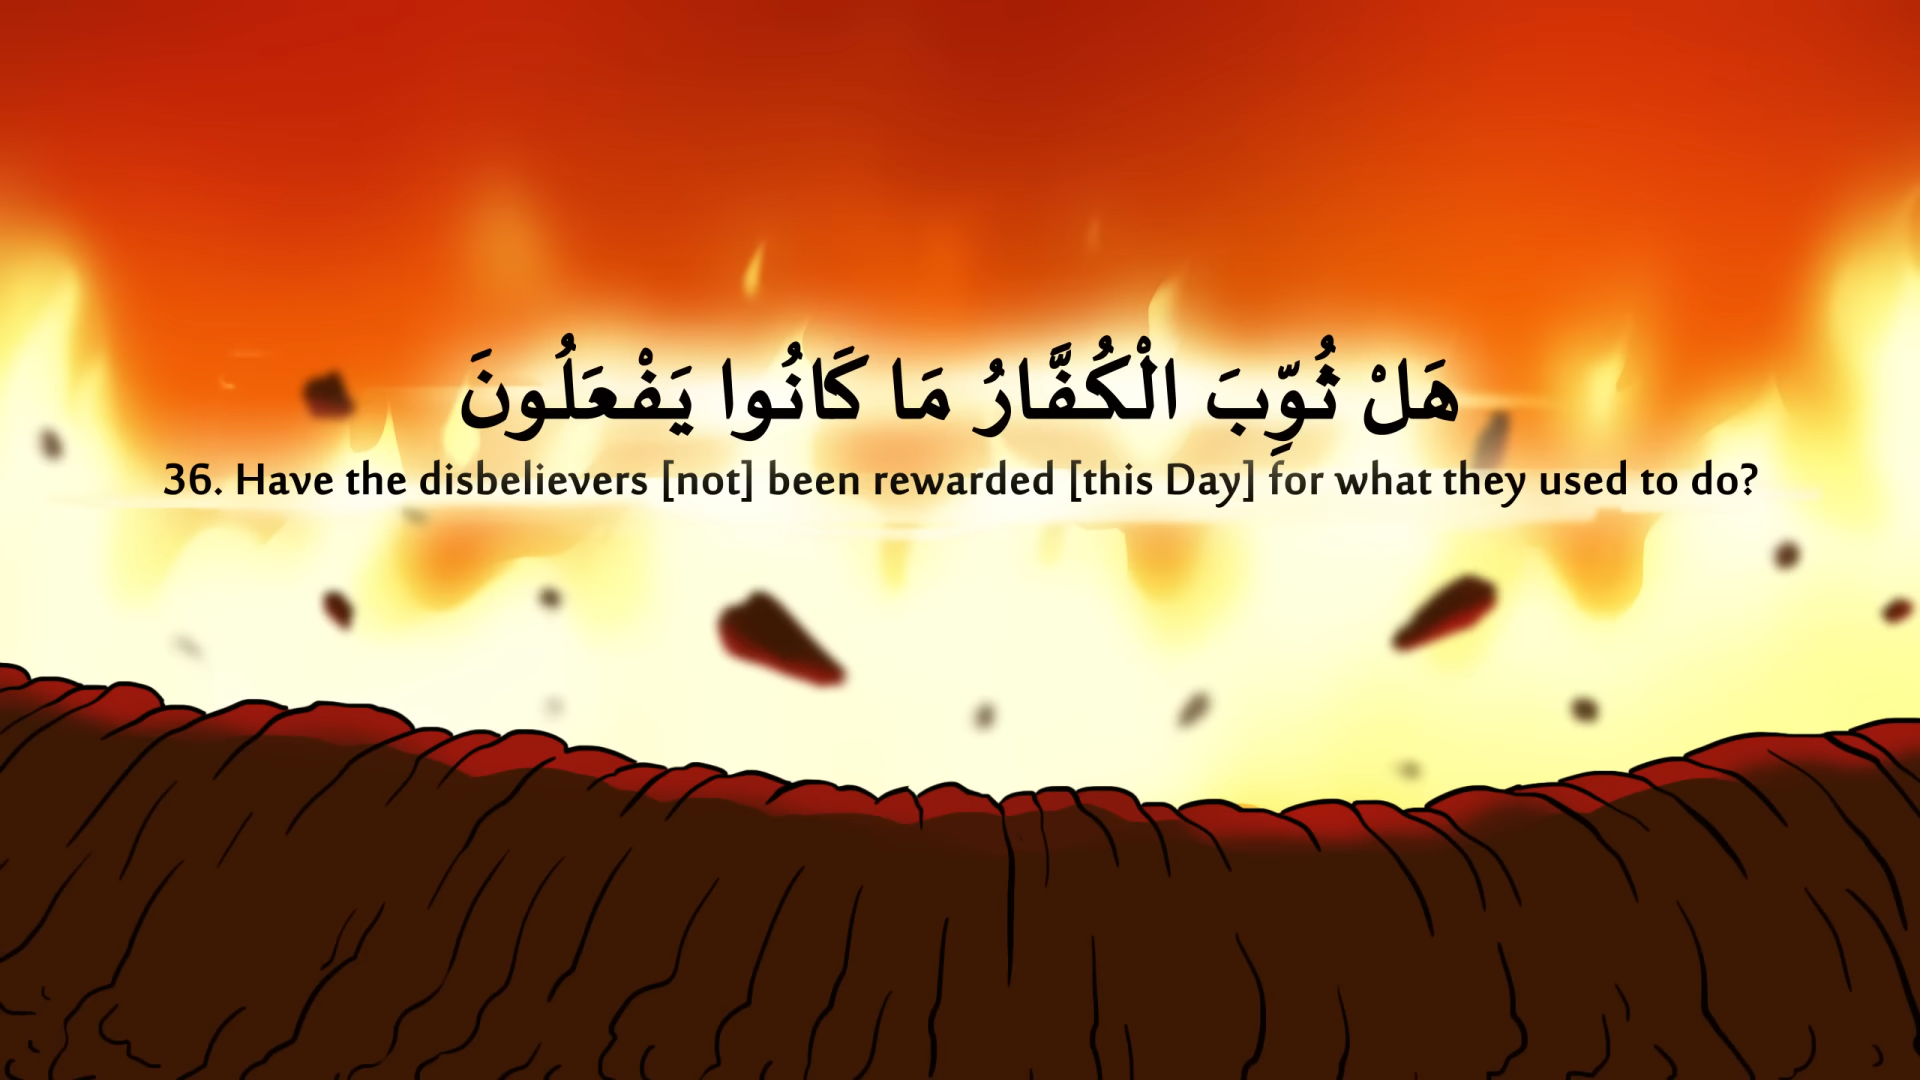 هَلْ ثُوِّبَ الْكُفَّارُ مَا كَانُوا يَفْعَلُونَ
36. Have the disbelievers [not] been rewarded [this Day] for what they used to do?